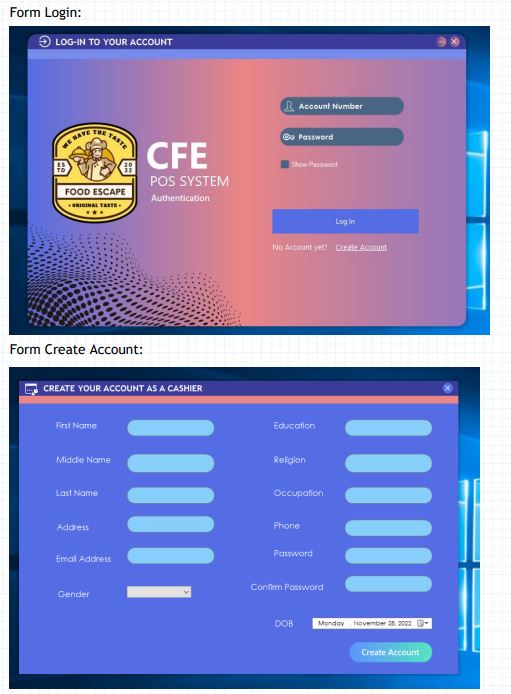 Form Login:
LOG-IN TO YOUR ACCOUNT
WE HAVE THE TASTE
ES TD
20 22
FOOD ESCAPE
ORIGINAL TASTE
CFE
POS SYSTEM
Authentication
Account Number
Password
Show Password
Log In
No Account yet? Create Account
Form Create Account:
CREATE YOUR ACCOUNT AS A CASHIER
First Name
Middle Name
Last Name
Address
Email Address
Gender
Education
Religion
Occupation
Phone
Password
Confirm Password
DOB
Monday , November 28, 2022
Create Account